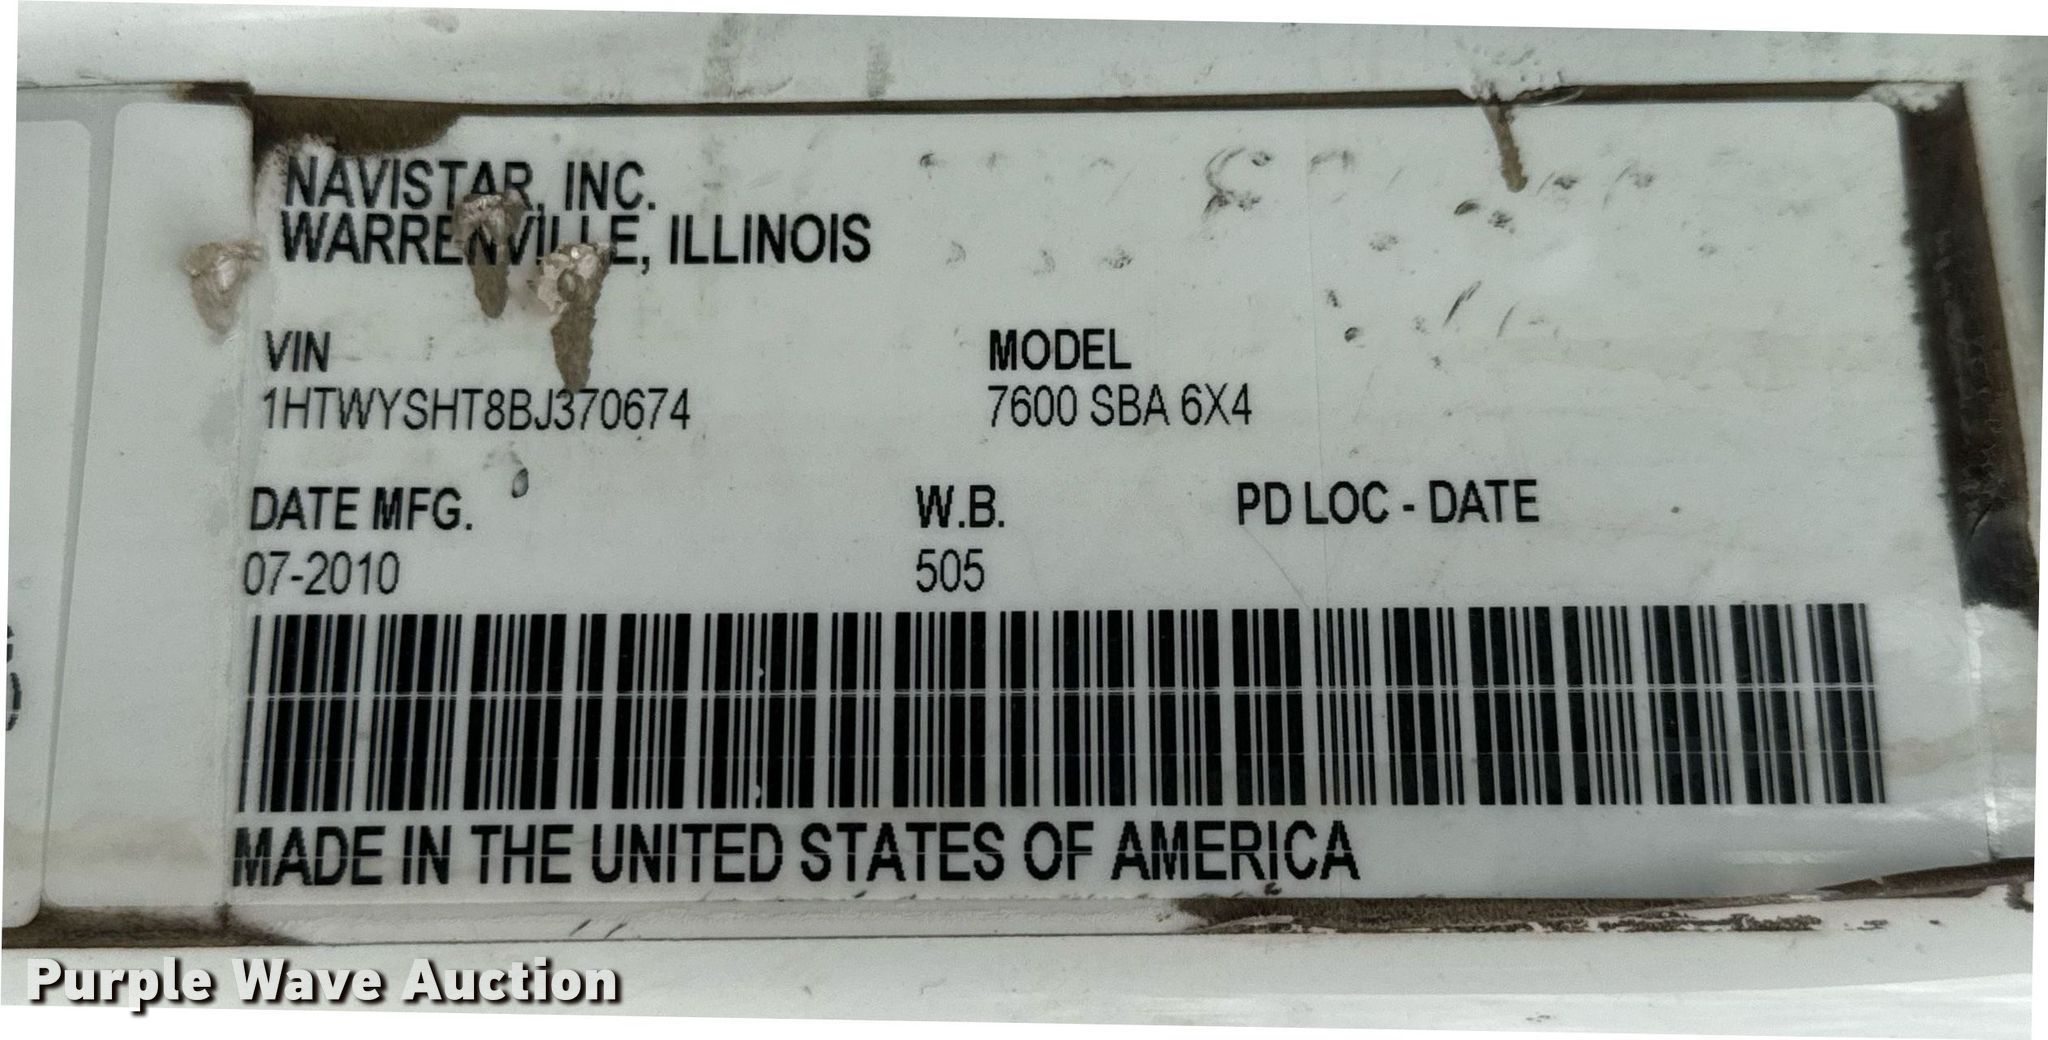 NAVISTAR, INC.
WARRENVILLE, ILLINOIS
VIN MODEL
1HTWYSHT8BJ370674 7600 SBA 6X4
DATE MFG. W.B. PD LOC - DATE
07-2010 505
MADE IN THE UNITED STATES OF AMERICA
Purple Wave Auction